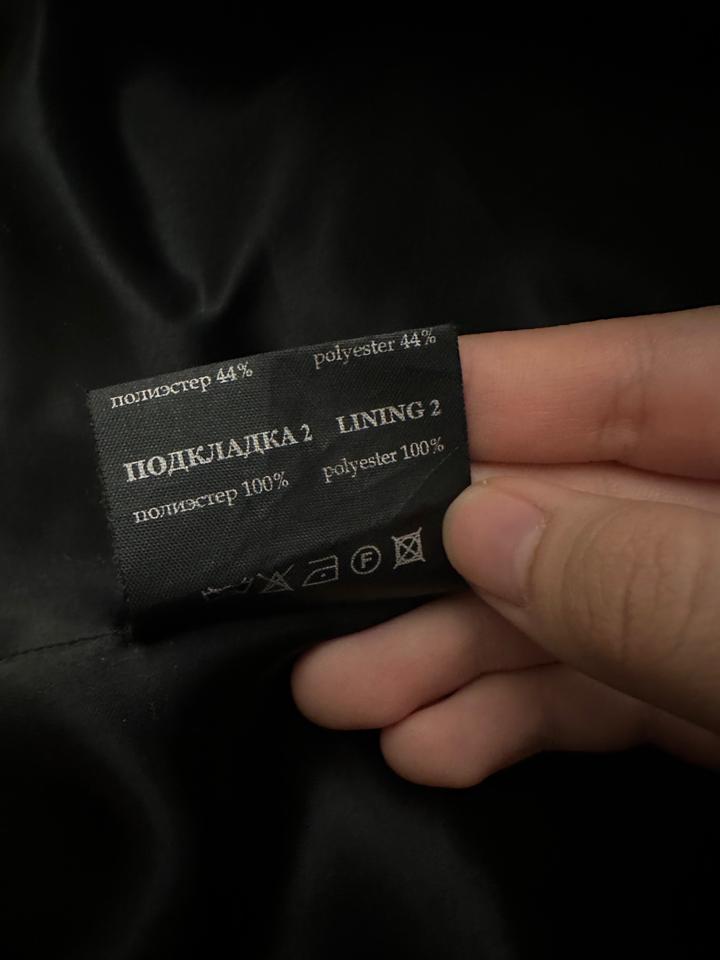 полиэстер 44% polyester 44%
ПОДКЛАДКА 2 LINING 2
полиэстер 100% polyester 100%
F